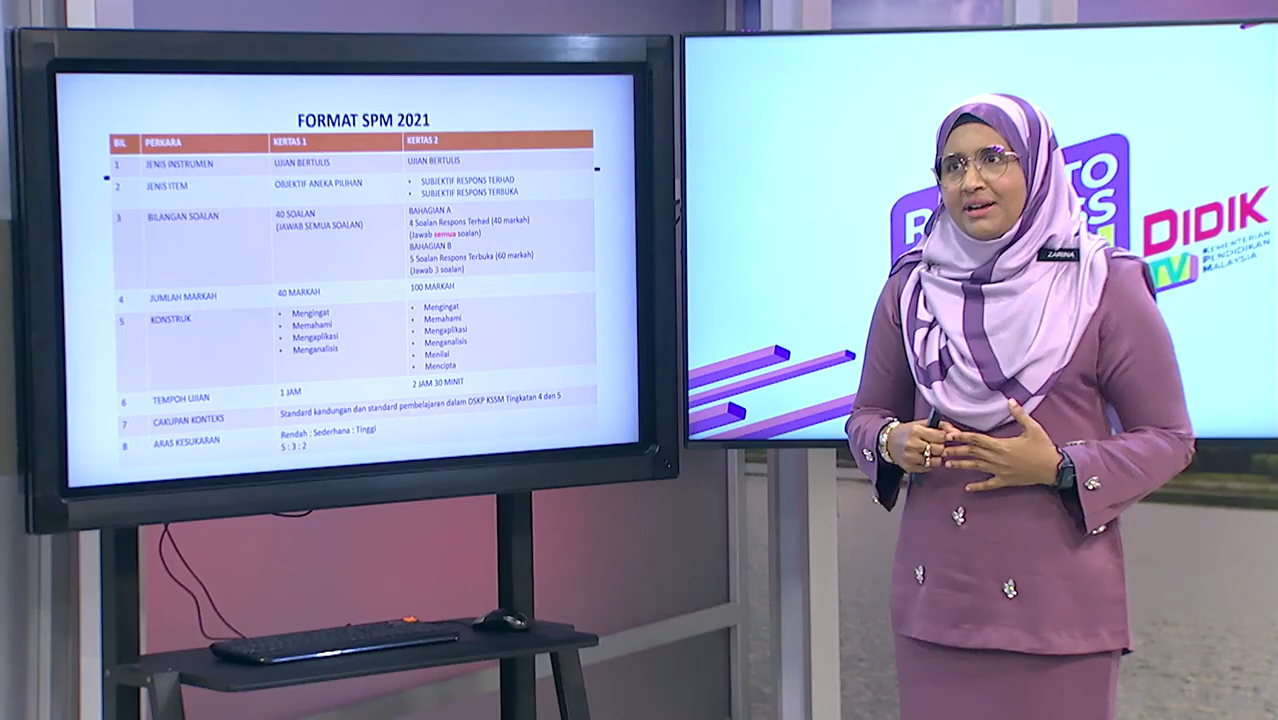 FORMAT SPM 2021
BIL PERKARA KERTAS 1 KERTAS 2
1 JENIS INSTRUMEN UJIAN BERTULIS UJIAN BERTULIS
2 JENIS ITEM OBJEKTIF ANEKA PILIHAN • SUBJEKTIF RESPONS TERHAD
• SUBJEKTIF RESPONS TERBUKA
3 BILANGAN SOALAN 40 SOALAN BAHAGIAN A
(JAWAB SEMUA SOALAN) 4 Soalan Respons Terhad (40 markah)
(Jawab semua soalan)
BAHAGIAN B
5 Soalan Respons Terbuka (60 markah)
(Jawab 3 soalan)
4 JUMLAH MARKAH 40 MARKAH 100 MARKAH
5 KONSTRUK • Mengingat • Mengingat
• Memahami • Memahami
• Mengaplikasi • Mengaplikasi
• Menganalisis • Menganalisis
• Menilai
• Mencipta
6 TEMPOH UJIAN 1 JAM 2 JAM 30 MINIT
7 CAKUPAN KONTEKS Standard kandungan dan standard pembelajaran dalam DSKP KSSM Tingkatan 4 dan 5
8 ARAS KESUKARAN Rendah : Sederhana : Tinggi
5 : 3 : 2
TO
DIDIK
TV
KEMENTERIAN
PENDIDIKAN
MALAYSIA
ZARINA